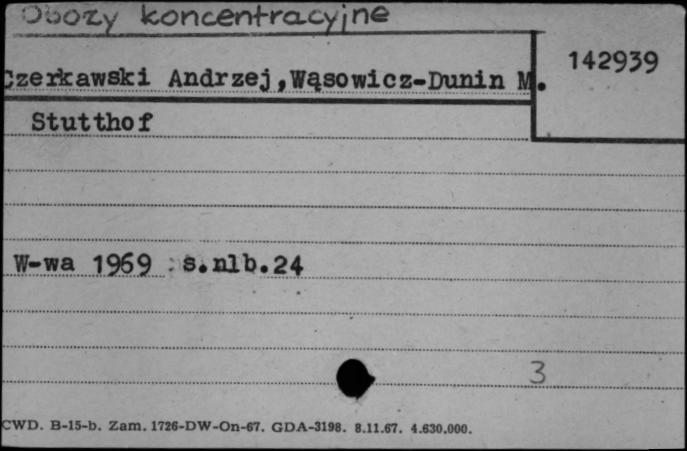 Obozy koncentracyjne
142939
Czerkawski Andrzej,Wąsowicz-Dunin M.
Stutthof
W-wa 1969 s.nlb.24
3
CWD. B-15-b. Zam. 1726-DW-On-67. GDA-3198. 8.11.67. 4.630.000.